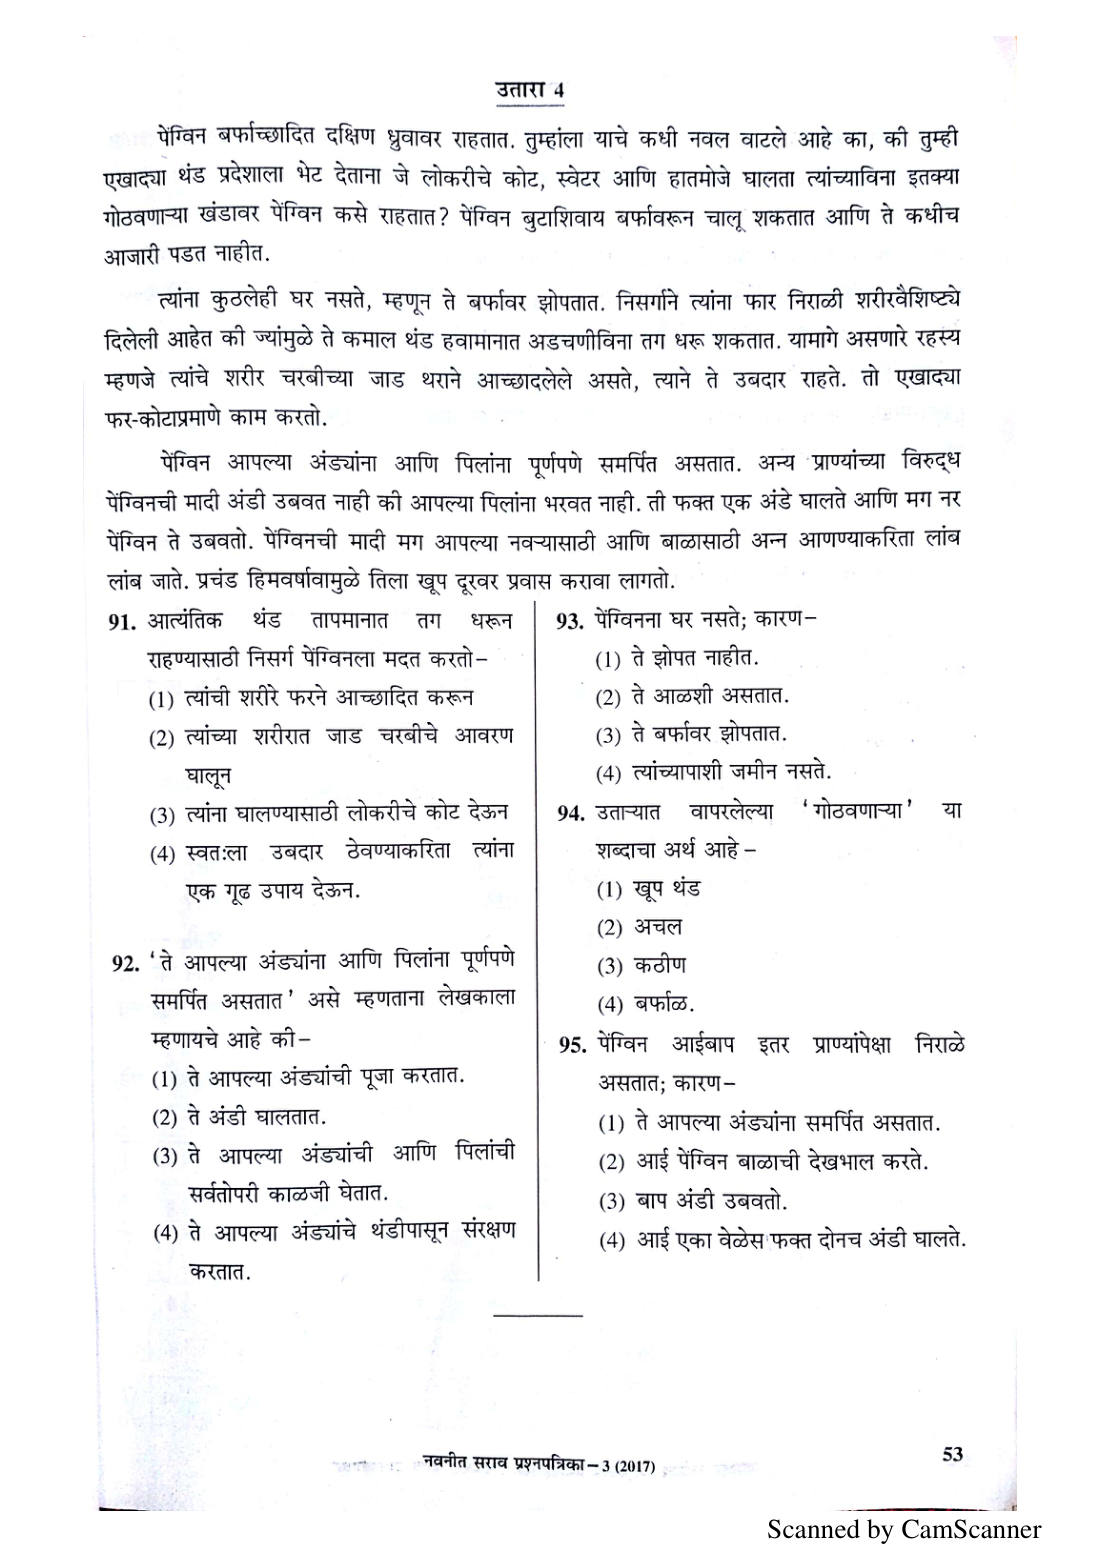 उतारा 4
पेंग्विन बर्फाच्छादित दक्षिण ध्रुवावर राहतात. तुम्हांला याचे कधी नवल वाटले आहे का, की तुम्ही
एखाद्या थंड प्रदेशाला भेट देताना जे लोकरीचे कोट, स्वेटर आणि हातमोजे घालता त्यांच्याविना इतक्या
गोठवणाऱ्या खंडावर पेंग्विन कसे राहतात? पेंग्विन बुटाशिवाय बर्फावरून चालू शकतात आणि ते कधीच
आजारी पडत नाहीत.
त्यांना कुठलेही घर नसते, म्हणून ते बर्फावर झोपतात. निसर्गाने त्यांना फार निराळी शरीरवैशिष्ट्ये
दिलेली आहेत की ज्यांमुळे ते कमाल थंड हवामानात अडचणीविना तग धरू शकतात. यामागे असणारे रहस्य
म्हणजे त्यांचे शरीर चरबीच्या जाड थराने आच्छादलेले असते, त्याने ते उबदार राहते. तो एखाद्या
फर-कोटाप्रमाणे काम करतो.
पेंग्विन आपल्या अंड्यांना आणि पिलांना पूर्णपणे समर्पित असतात. अन्य प्राण्यांच्या विरुद्ध
पेंग्विनची मादी अंडी उबवत नाही की आपल्या पिलांना भरवत नाही. ती फक्त एक अंडे घालते आणि मग नर
पेंग्विन ते उबवतो. पेंग्विनची मादी मग आपल्या नवऱ्यासाठी आणि बाळासाठी अन्न आणण्याकरिता लांब
लांब जाते. प्रचंड हिमवर्षावामुळे तिला खूप दूरवर प्रवास करावा लागतो.
91. आत्यंतिक थंड तापमानात तग धरून
राहण्यासाठी निसर्ग पेंग्विनला मदत करतो–
(1) त्यांची शरीरे फरने आच्छादित करून
(2) त्यांच्या शरीरात जाड चरबीचे आवरण
घालून
(3) त्यांना घालण्यासाठी लोकरीचे कोट देऊन
(4) स्वत:ला उबदार ठेवण्याकरिता त्यांना
एक गूढ उपाय देऊन.
92. ‘ते आपल्या अंड्यांना आणि पिलांना पूर्णपणे
समर्पित असतात’ असे म्हणताना लेखकाला
म्हणायचे आहे की–
(1) ते आपल्या अंड्यांची पूजा करतात.
(2) ते अंडी घालतात.
(3) ते आपल्या अंड्यांची आणि पिलांची
सर्वतोपरी काळजी घेतात.
(4) ते आपल्या अंड्यांचे थंडीपासून संरक्षण
करतात.
93. पेंग्विनना घर नसते; कारण–
(1) ते झोपत नाहीत.
(2) ते आळशी असतात.
(3) ते बर्फावर झोपतात.
(4) त्यांच्यापाशी जमीन नसते.
94. उताऱ्यात वापरलेल्या ‘गोठवणाऱ्या’ या
शब्दाचा अर्थ आहे –
(1) खूप थंड
(2) अचल
(3) कठीण
(4) बर्फाळ.
95. पेंग्विन आईबाप इतर प्राण्यांपेक्षा निराळे
असतात; कारण–
(1) ते आपल्या अंड्यांना समर्पित असतात.
(2) आई पेंग्विन बाळाची देखभाल करते.
(3) बाप अंडी उबवतो.
(4) आई एका वेळेस फक्त दोनच अंडी घालते.
नवनीत सराव प्रश्नपत्रिका – 3 (2017)
53
Scanned by CamScanner